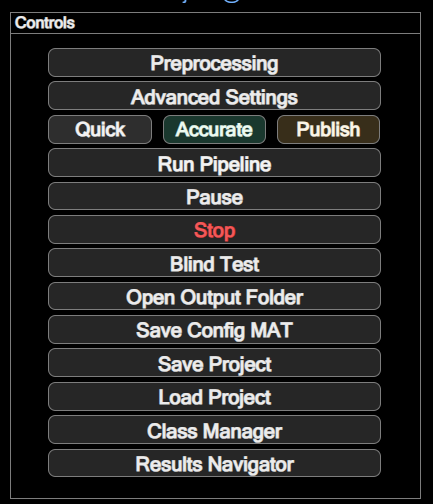 Controls
Preprocessing
Advanced Settings
Quick Accurate Publish
Run Pipeline
Pause
Stop
Blind Test
Open Output Folder
Save Config MAT
Save Project
Load Project
Class Manager
Results Navigator